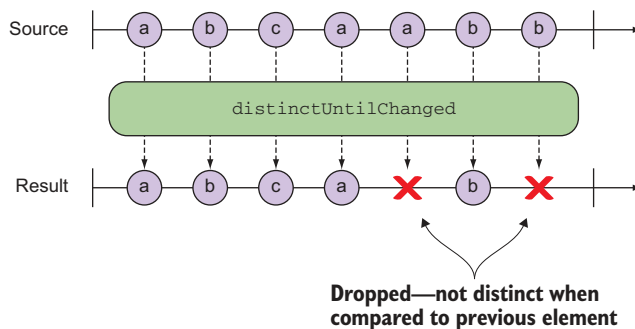 Source a b c a a b b
distinctUntilChanged
Result a b c a b
Dropped—not distinct when
compared to previous element